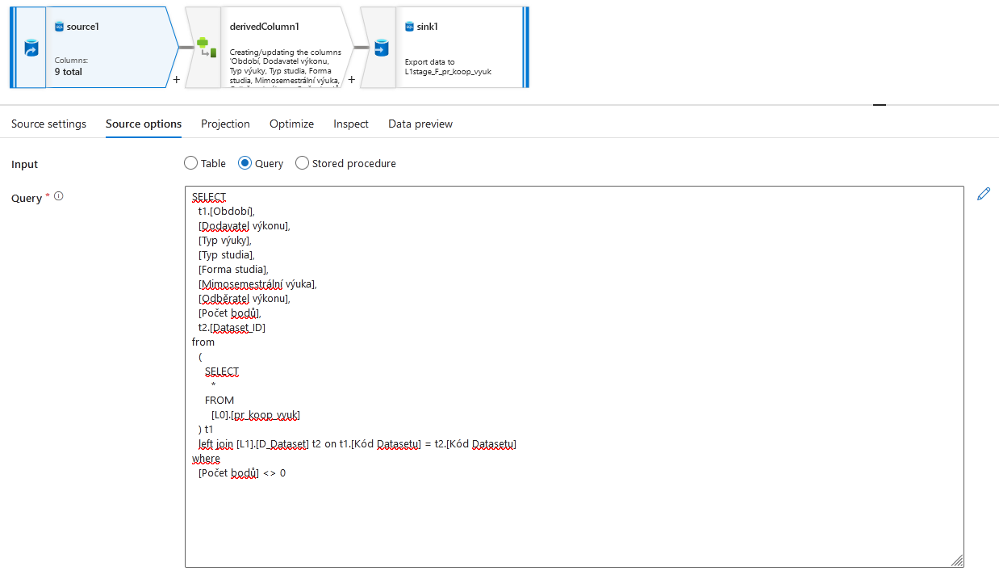 source1
Columns:
9 total
+
derivedColumn1
Creating/updating the columns
'Období, Dodavatel výkonu,
Typ výuky, Typ studia, Forma
studia, Mimosemestrální výuka,
+
sink1
Export data to
L1stage_F_pr_koop_vyuk
Source settings
Source options
Projection
Optimize
Inspect
Data preview
Input
Table
Query
Stored procedure
Query *
SELECT
t1.[Období],
[Dodavatel výkonu],
[Typ výuky],
[Typ studia],
[Forma studia],
[Mimosemestrální výuka],
[Odběratel výkonu],
[Počet bodů],
t2.[Dataset_ID]
from
(
SELECT
*
FROM
[L0].[pr_koop_vyuk]
) t1
left join [L1].[D_Dataset] t2 on t1.[Kód Datasetu] = t2.[Kód Datasetu]
where
[Počet bodů] <> 0